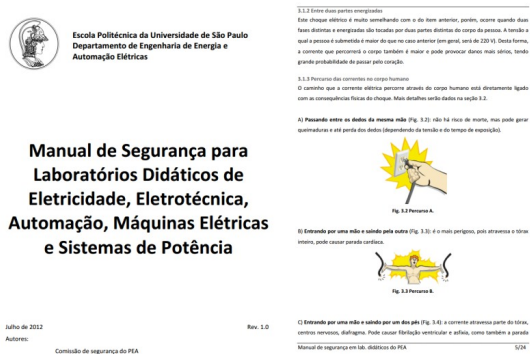 Escola Politécnica da Universidade de São Paulo
Departamento de Engenharia de Energia e
Automação Elétricas
Manual de Segurança para
Laboratórios Didáticos de
Eletricidade, Eletrotécnica,
Automação, Máquinas Elétricas
e Sistemas de Potência
Julho de 2012 Rev. 1.0
Autores:
Comissão de segurança do PEA
3.1.2 Entre duas partes energizadas
Este choque elétrico é muito semelhando com o do item anterior, porém, ocorre quando duas
fases distintas e energizadas são tocadas por duas partes distintas do corpo da pessoa. A tensão a
qual a pessoa é submetida é maior do que no caso anterior (em geral, será de 220 V). Desta forma,
a corrente que percorrerá o corpo também é maior e pode provocar danos mais sérios, tendo
grande probabilidade de passar pelo coração.
3.1.3 Percurso das correntes no corpo humano
O caminho que a corrente elétrica percorre através do corpo humano está diretamente ligado
com as consequências físicas do choque. Mais detalhes serão dados na seção 3.2.
A) Passando entre os dedos da mesma mão (Fig. 3.2): não há risco de morte, mas pode gerar
queimaduras e até perda dos dedos (dependendo da tensão e do tempo de exposição).
Fig. 3.2 Percurso A.
B) Entrando por uma mão e saindo pela outra (Fig. 3.3): é o mais perigoso, pois atravessa o tórax
inteiro, pode causar parada cardíaca.
Fig. 3.3 Percurso B.
C) Entrando por uma mão e saindo por um dos pés (Fig. 3.4): a corrente atravessa parte do tórax,
centros nervosos, diafragma. Pode causar fibrilação ventricular e asfixia, como também a parada
Manual de segurança em lab. didáticos do PEA 5/24